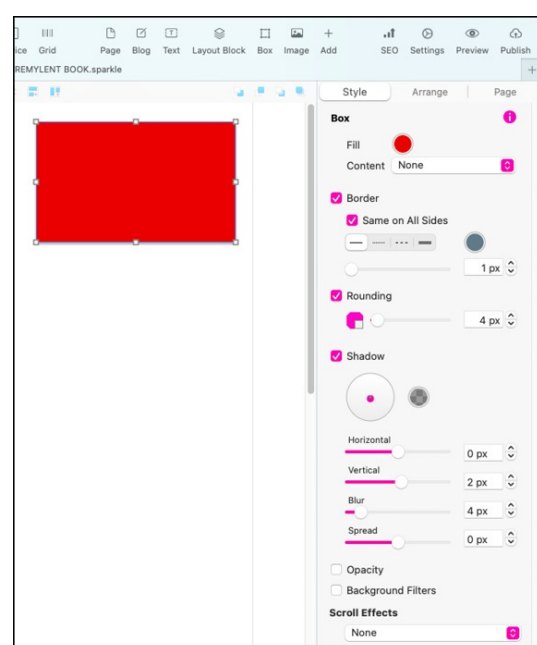 ice Grid Page Blog Text Layout Block Box Image Add SEO Settings Preview Publish
REMYLENT BOOK.sparkle
Style Arrange Page
Box
Fill
Content None
Border
Same on All Sides
1 px
Rounding
4 px
Shadow
Horizontal
0 px
Vertical
2 px
Blur
4 px
Spread
0 px
Opacity
Background Filters
Scroll Effects
None